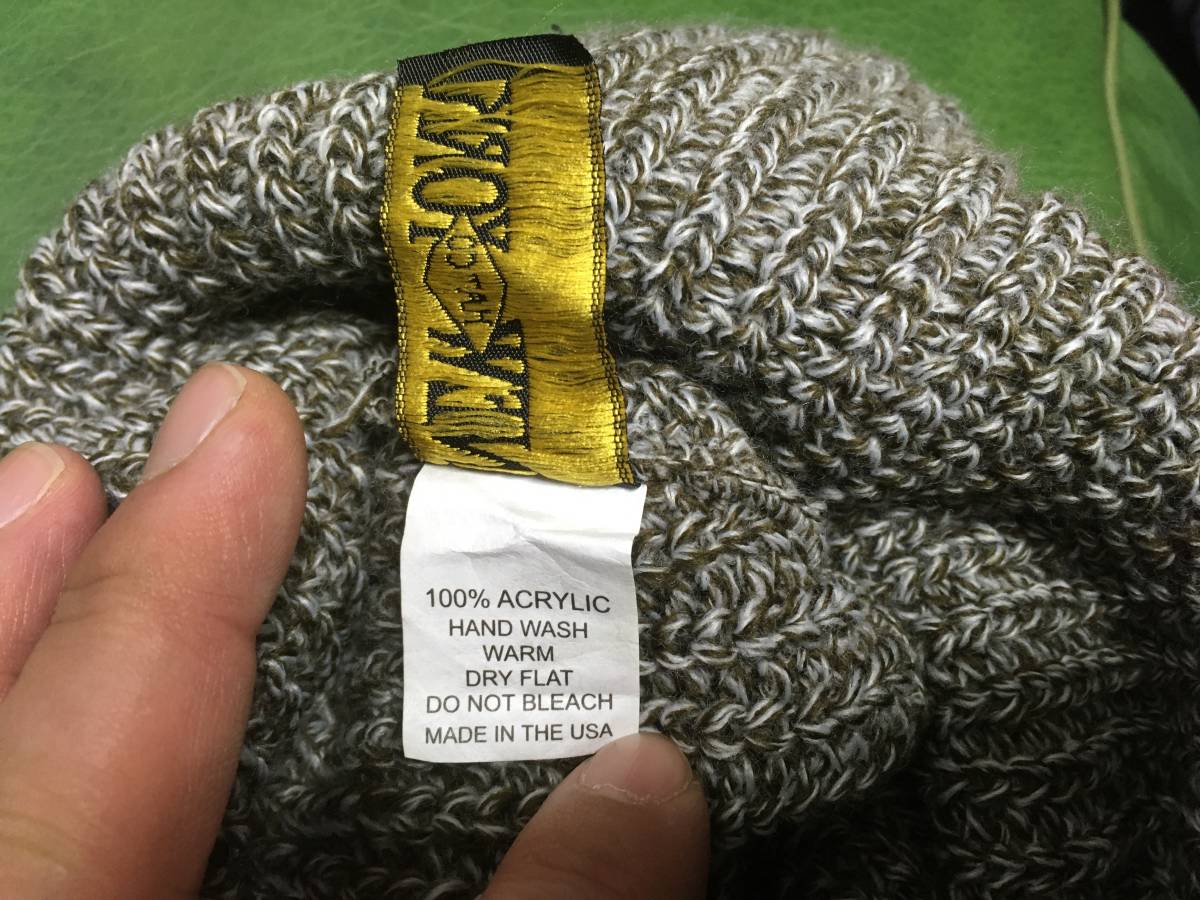 100% ACRYLIC
HAND WASH
WARM
DRY FLAT
DO NOT BLEACH
MADE IN THE USA